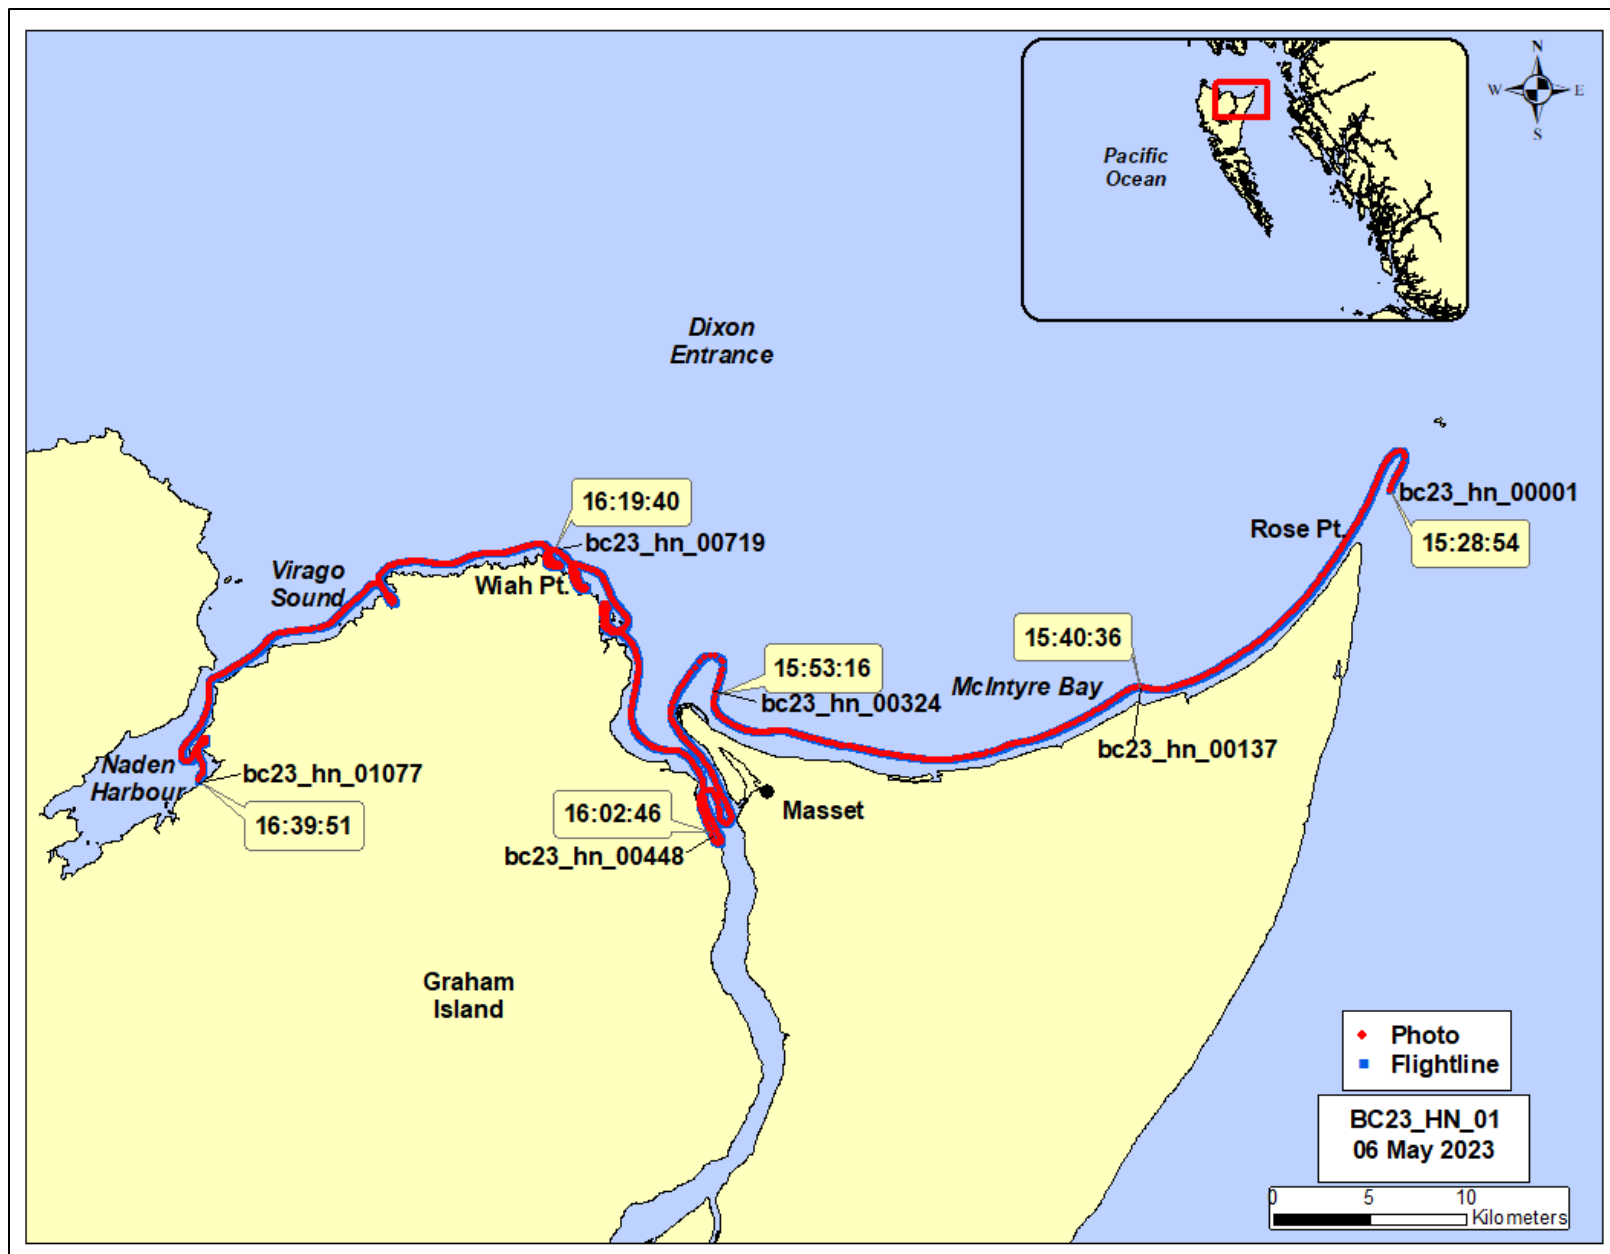 N
W
E
S
Pacific
Ocean
Dixon
Entrance
bc23_hn_00001
Rose Pt.
15:28:54
16:19:40
bc23_hn_00719
Virago
Sound
Wiah Pt.
15:40:36
15:53:16
McIntyre Bay
bc23_hn_00324
bc23_hn_00137
Naden
Harbour
bc23_hn_01077
16:39:51
16:02:46
Masset
bc23_hn_00448
Graham
Island
Photo
Flightline
BC23_HN_01
06 May 2023
0 5 10
Kilometers